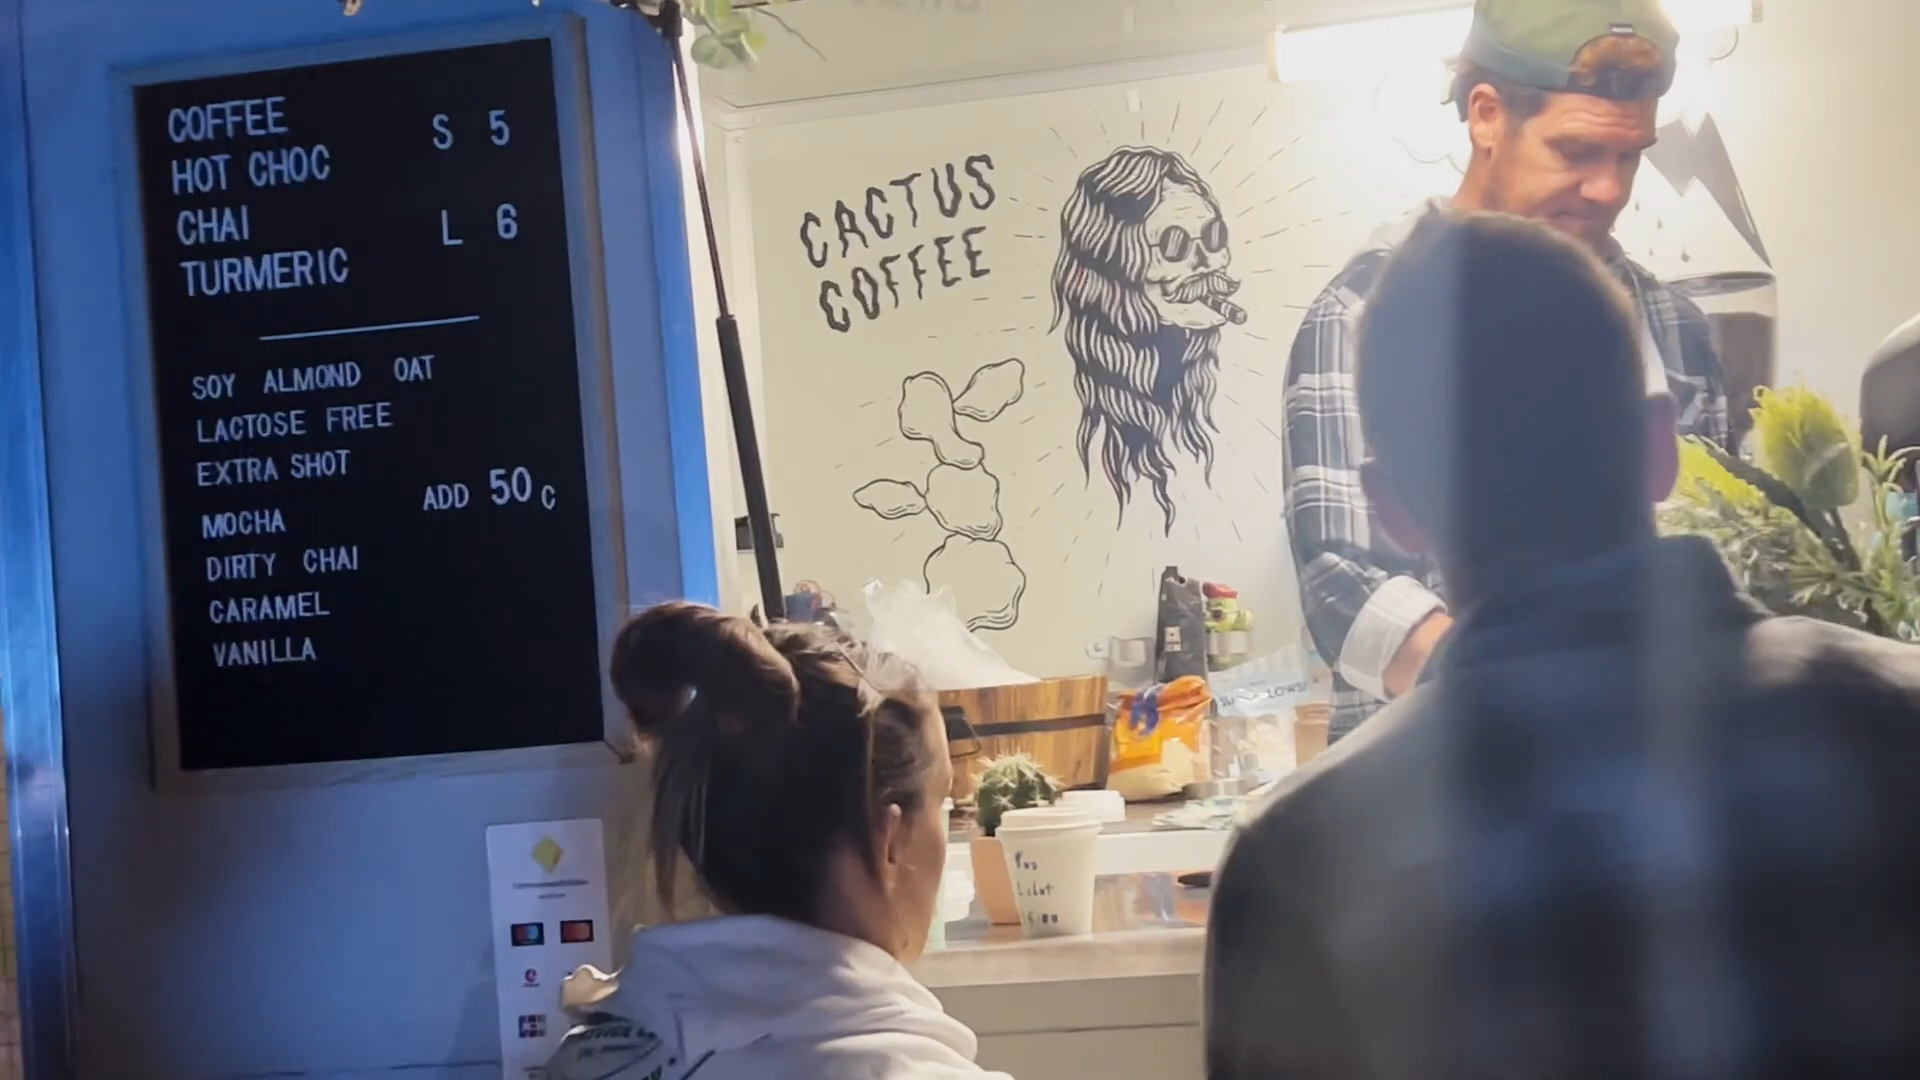 COFFEE
HOT CHOC
S 5
CHAI
TURMERIC
L 6
SOY ALMOND OAT
LACTOSE FREE
EXTRA SHOT
ADD 50c
MOCHA
DIRTY CHAI
CARAMEL
VANILLA
CACTUS
COFFEE